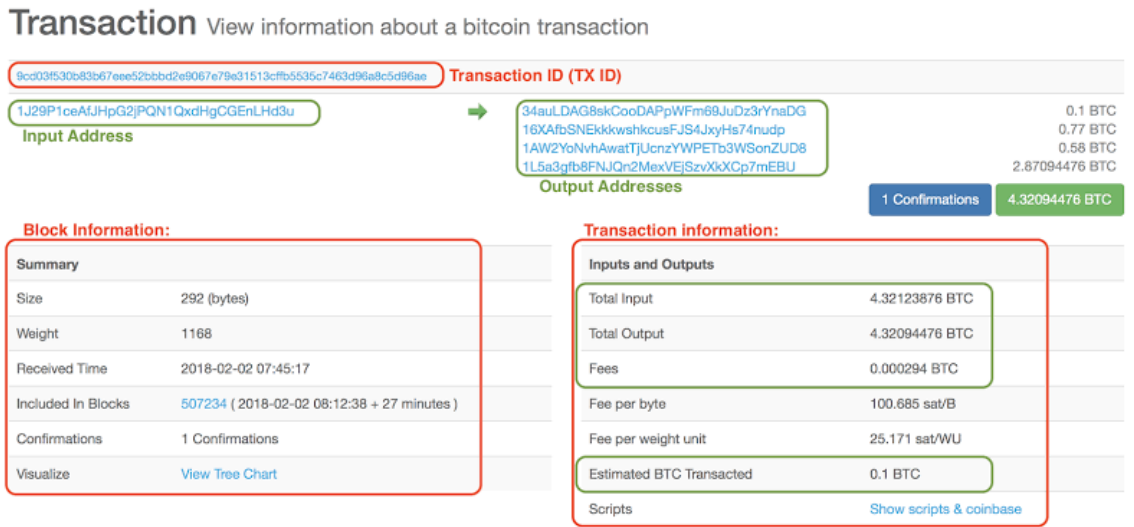 Transaction View information about a bitcoin transaction
9cd03f530b83b67eee52bbbd2e9067e79e31513cffb5535c7463d96a8c5d96ae Transaction ID (TX ID)
1J29P1ceAfJHpG2jPQN1QxdHgCGEnLHd3u
Input Address
34auLDAG8skCooDAPpWFm69JuDz3rYnaDG 0.1 BTC
16XAfbSNEkkkwshkcusFJS4JxyHs74nudp 0.77 BTC
1AW2YoNvhAwatTjUcnzYWPETb3WSonZUD8 0.58 BTC
1L5a3gfb8FNJQn2MexVEjSzvXkXCp7mEBU 2.87094476 BTC
Output Addresses
1 Confirmations 4.32094476 BTC
Block Information:
Summary
Size 292 (bytes)
Weight 1168
Received Time 2018-02-02 07:45:17
Included In Blocks 507234 ( 2018-02-02 08:12:38 + 27 minutes )
Confirmations 1 Confirmations
Visualize View Tree Chart
Transaction information:
Inputs and Outputs
Total Input 4.32123876 BTC
Total Output 4.32094476 BTC
Fees 0.000294 BTC
Fee per byte 100.685 sat/B
Fee per weight unit 25.171 sat/WU
Estimated BTC Transacted 0.1 BTC
Scripts Show scripts & coinbase